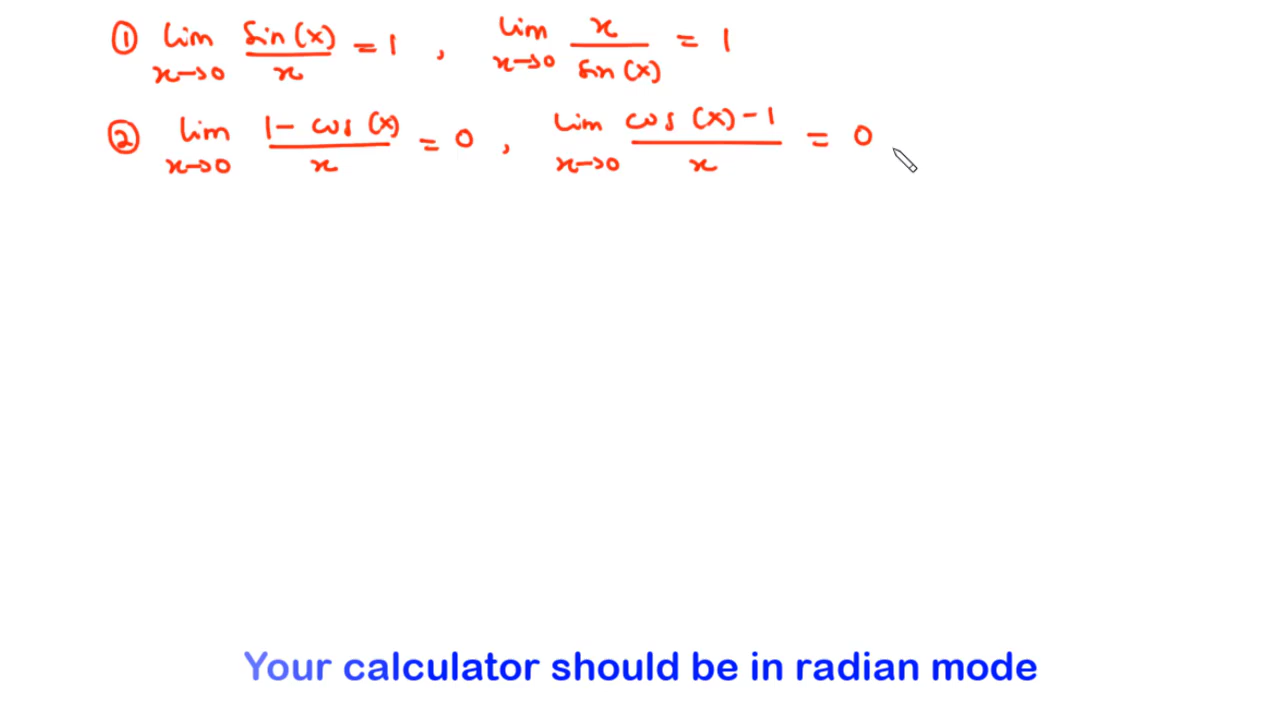 ① lim x→0 sin(x)/x = 1 , lim x→0 x/sin(x) = 1
② lim x→0 1 - cos(x)/x = 0 , lim x→0 cos(x) - 1/x = 0
Your calculator should be in radian mode